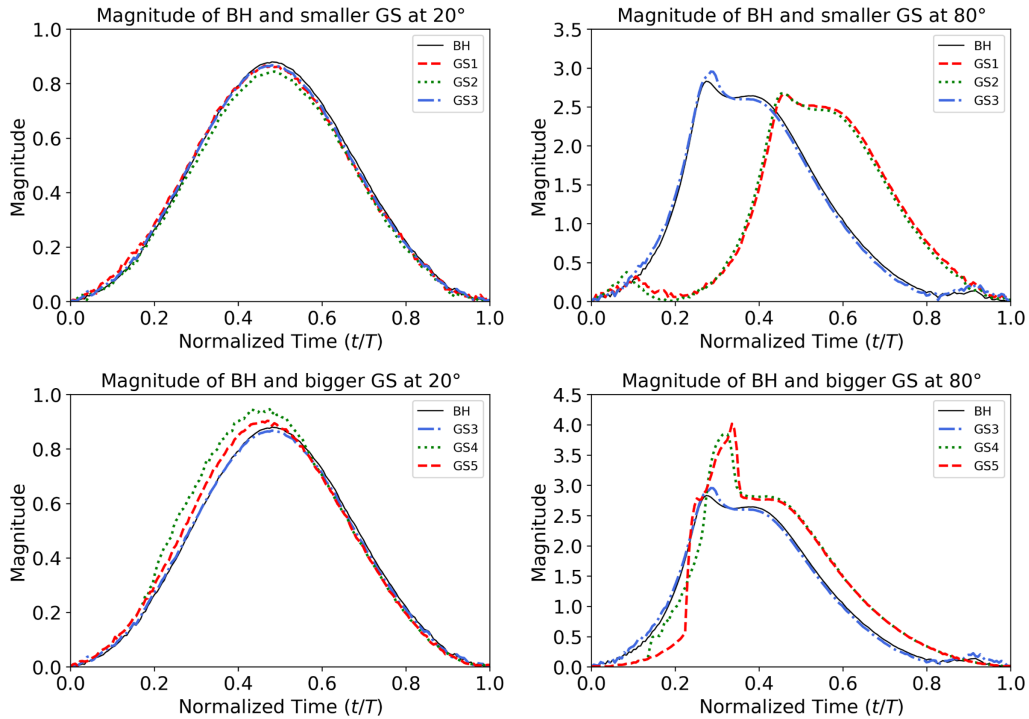 Magnitude of BH and smaller GS at 20°
1.0
0.8
0.6
0.4
0.2
0.0
Magnitude
BH
GS1
GS2
GS3
0.0 0.2 0.4 0.6 0.8 1.0
Normalized Time (t/T)
Magnitude of BH and smaller GS at 80°
3.5
3.0
2.5
2.0
1.5
1.0
0.5
0.0
Magnitude
BH
GS1
GS2
GS3
0.0 0.2 0.4 0.6 0.8 1.0
Normalized Time (t/T)
Magnitude of BH and bigger GS at 20°
1.0
0.8
0.6
0.4
0.2
0.0
Magnitude
BH
GS3
GS4
GS5
0.0 0.2 0.4 0.6 0.8 1.0
Normalized Time (t/T)
Magnitude of BH and bigger GS at 80°
4.5
4.0
3.5
3.0
2.5
2.0
1.5
1.0
0.5
0.0
Magnitude
BH
GS3
GS4
GS5
0.0 0.2 0.4 0.6 0.8 1.0
Normalized Time (t/T)